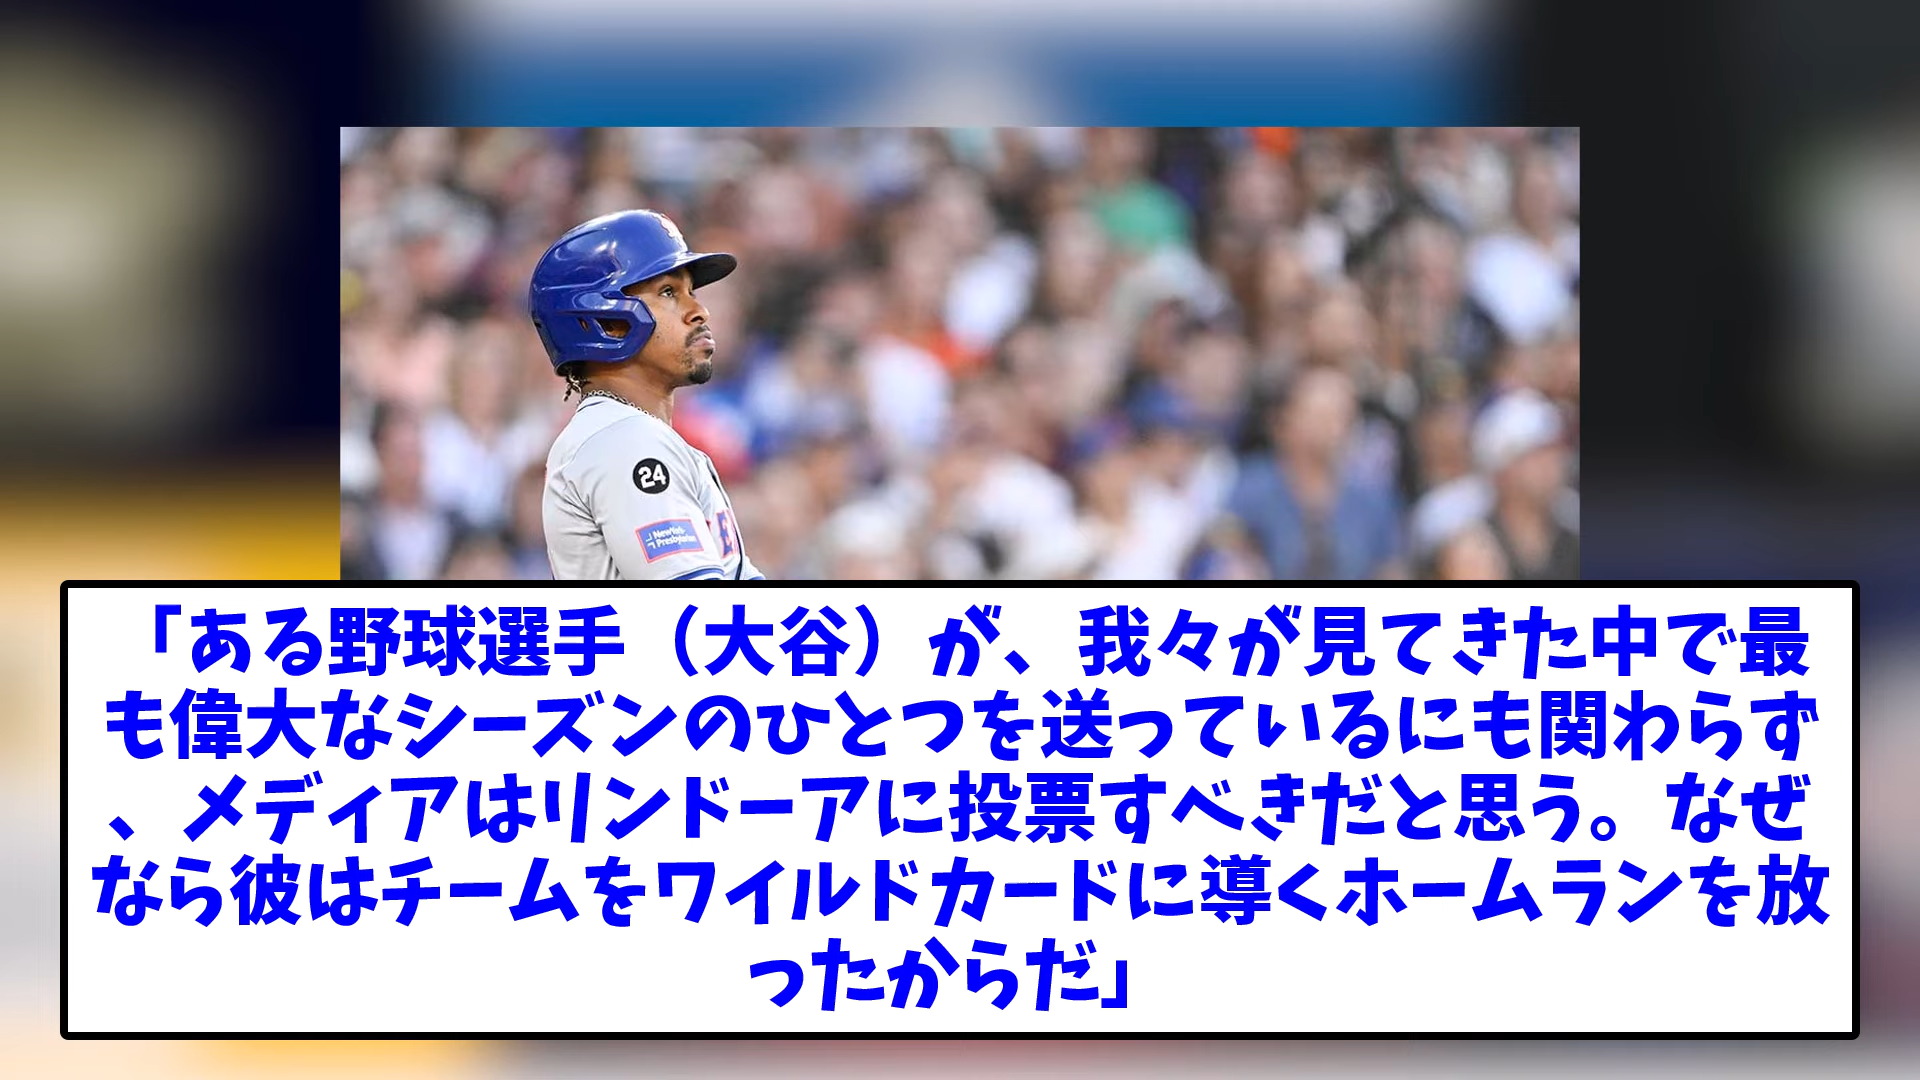 24
NewYork-
Presbyterian
「ある野球選手（大谷）が、我々が見てきた中で最
も偉大なシーズンのひとつを送っているにも関わらず
、メディアはリンドーアに投票すべきだと思う。なぜ
なら彼はチームをワイルドカードに導くホームランを放
ったからだ」